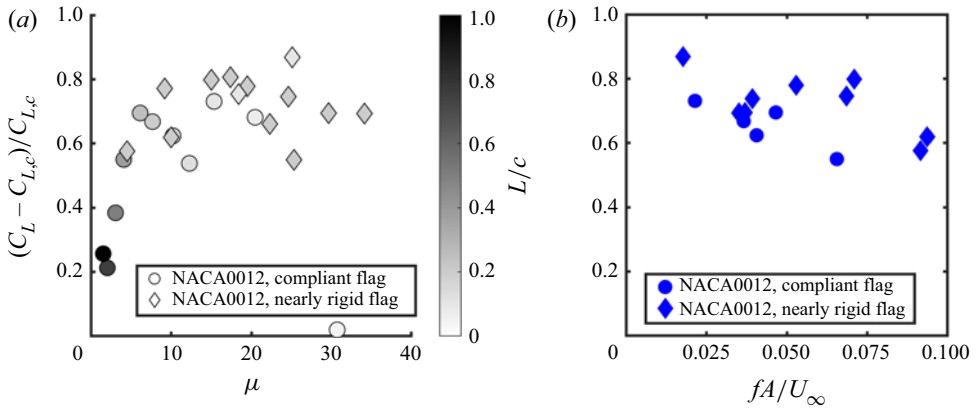 (a)
1.0
0.8
0.6
0.4
0.2
0
10
20
30
40
μ
(C_L – C_{L,c})/C_{L,c}
NACA0012, compliant flag
NACA0012, nearly rigid flag
1.0
0.8
0.6
0.4
0.2
0
L/c
(b)
1.0
0.8
0.6
0.4
0.2
0
0.025
0.050
0.075
0.100
fA/U_∞
NACA0012, compliant flag
NACA0012, nearly rigid flag